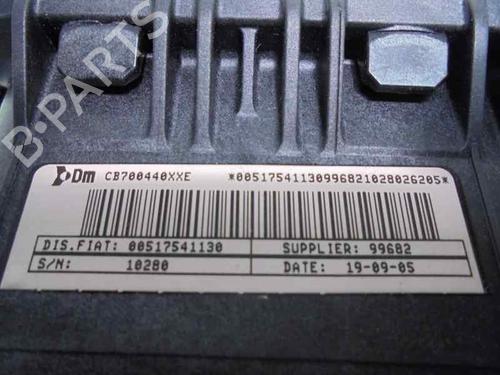 B-PARTS
Dm CB700440XXE *00517541130996821028026205*
DIS.FIAT: 00517541130 SUPPLIER: 99682
S/N: 10280 DATE: 19-09-05